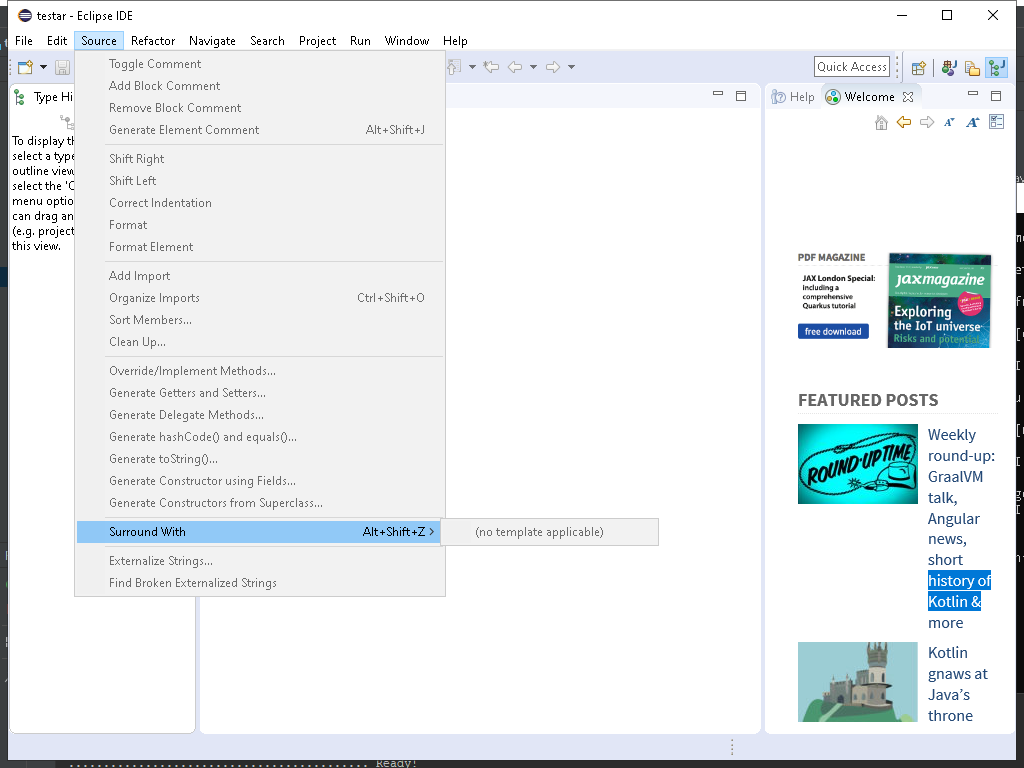 testar - Eclipse IDE
File Edit Source Refactor Navigate Search Project Run Window Help
Quick Access
Type Hi
To display th
select a type
outline view
select the 'O
menu optio
can drag an
(e.g. project
this view.
Toggle Comment
Add Block Comment
Remove Block Comment
Generate Element Comment Alt+Shift+J
Shift Right
Shift Left
Correct Indentation
Format
Format Element
Add Import
Organize Imports Ctrl+Shift+O
Sort Members...
Clean Up...
Override/Implement Methods...
Generate Getters and Setters...
Generate Delegate Methods...
Generate hashCode() and equals()...
Generate toString()...
Generate Constructor using Fields...
Generate Constructors from Superclass...
Surround With Alt+Shift+Z
(no template applicable)
Externalize Strings...
Find Broken Externalized Strings
Help Welcome
PDF MAGAZINE
JAX London Special:
including a
comprehensive
Quarkus tutorial
free download
jaxmagazine
Exploring
the IoT universe
Risks and potential
FEATURED POSTS
ROUND-UP TIME
Weekly
round-up:
GraalVM
talk,
Angular
news,
short
history of
Kotlin &
more
Kotlin
gnaws at
Java's
throne
Ready!